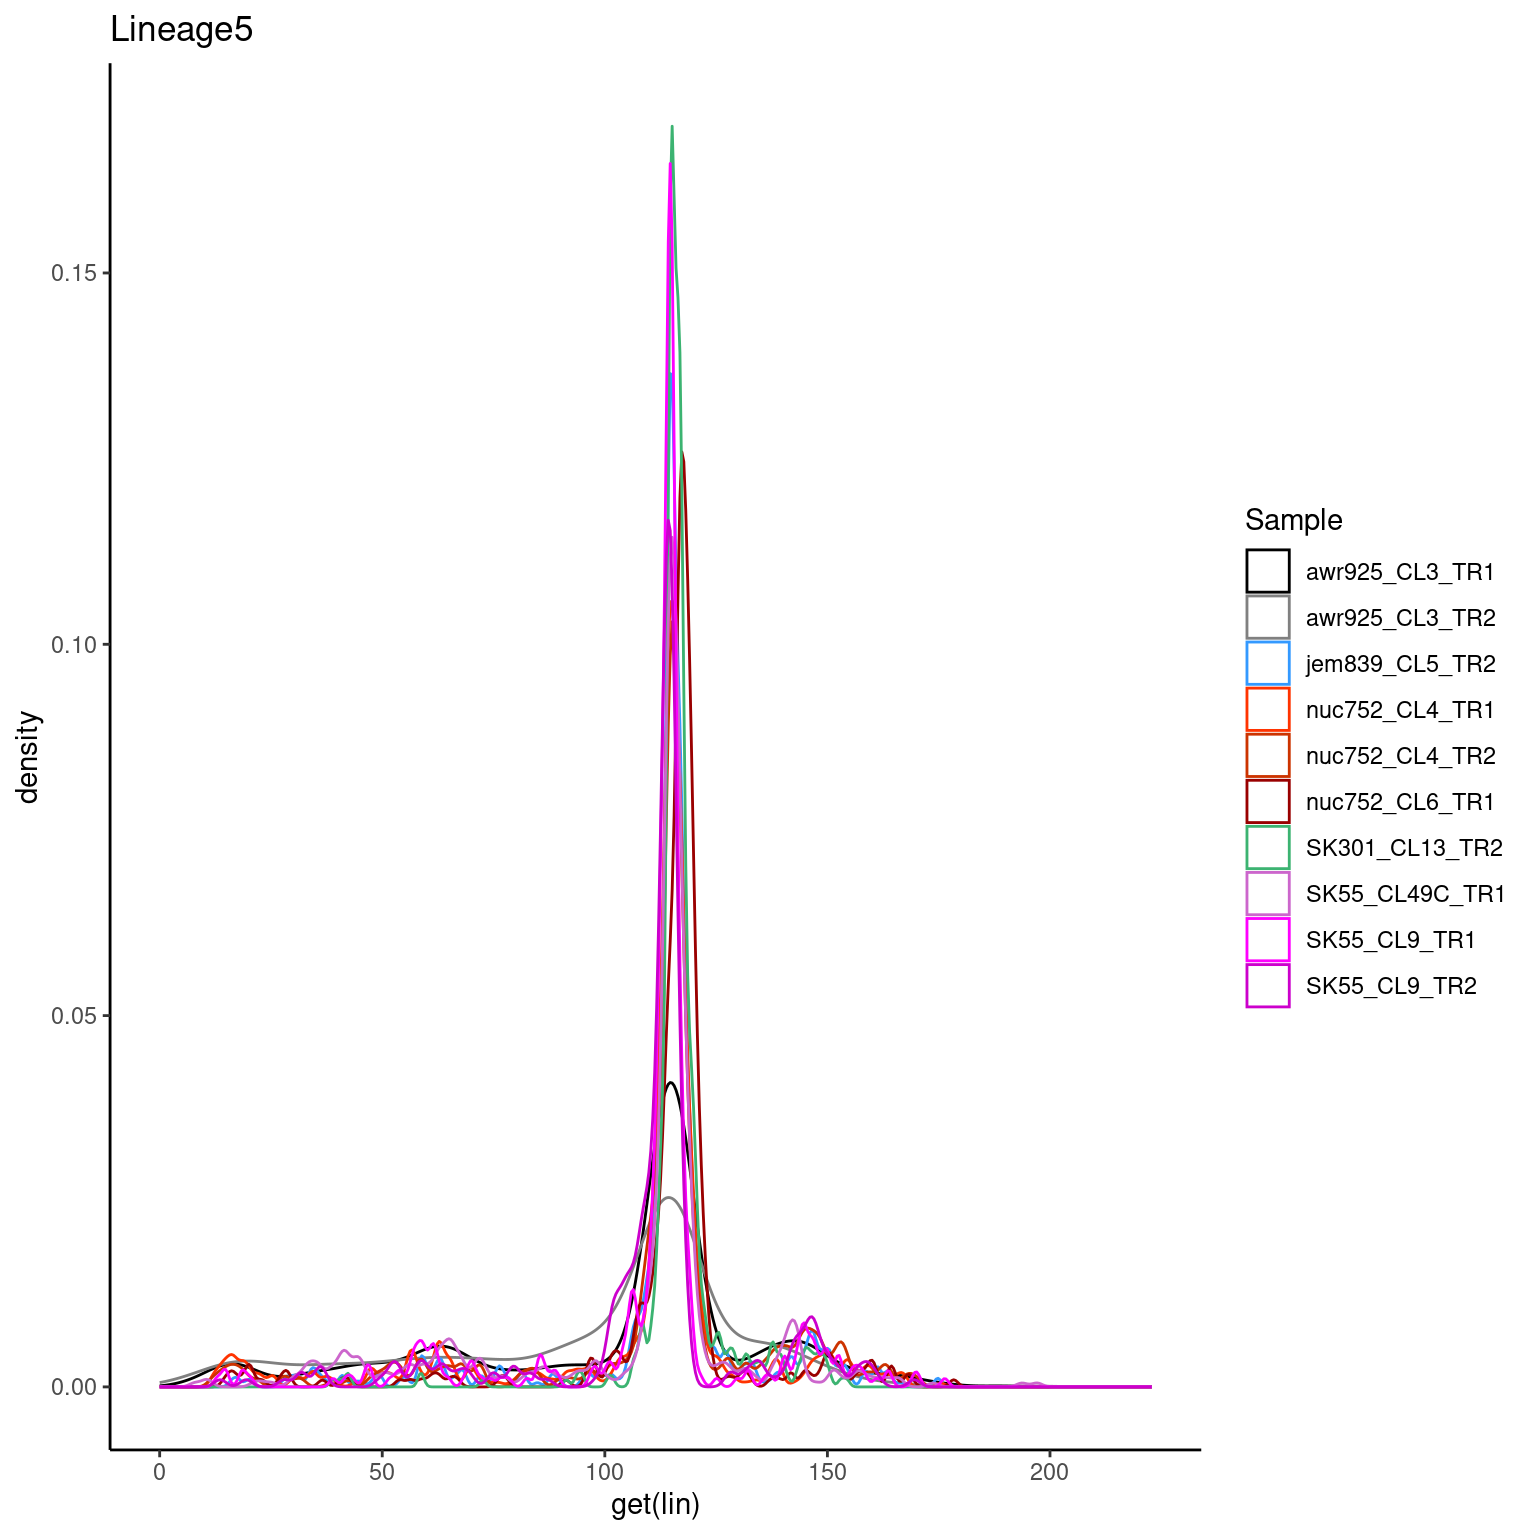 Lineage5
0.15
0.10
0.05
0.00
density
0
50
100
150
200
get(lin)
Sample
awr925_CL3_TR1
awr925_CL3_TR2
jem839_CL5_TR2
nuc752_CL4_TR1
nuc752_CL4_TR2
nuc752_CL6_TR1
SK301_CL13_TR2
SK55_CL49C_TR1
SK55_CL9_TR1
SK55_CL9_TR2